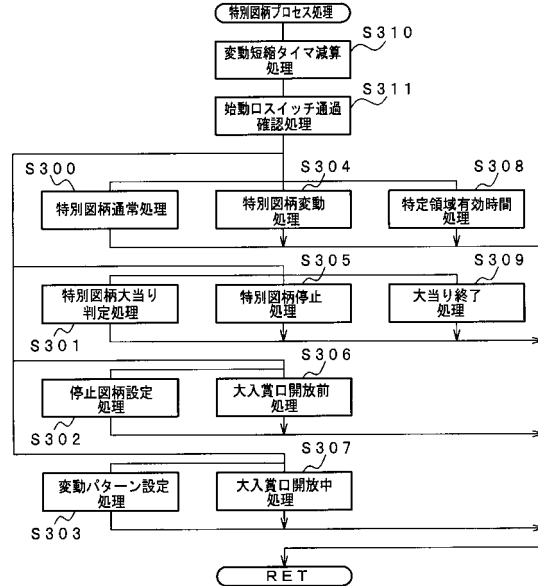 特別図柄プロセス処理
S310
変動短縮タイマ減算
処理
S311
始動口スイッチ通過
確認処理
S300
特別図柄通常処理
S304
特別図柄変動
処理
S308
特定領域有効時間
処理
特別図柄大当り
判定処理
S301
S305
特別図柄停止
処理
S309
大当り終了
処理
停止図柄設定
処理
S302
S306
大入賞口開放前
処理
変動パターン設定
処理
S303
S307
大入賞口開放中
処理
RET